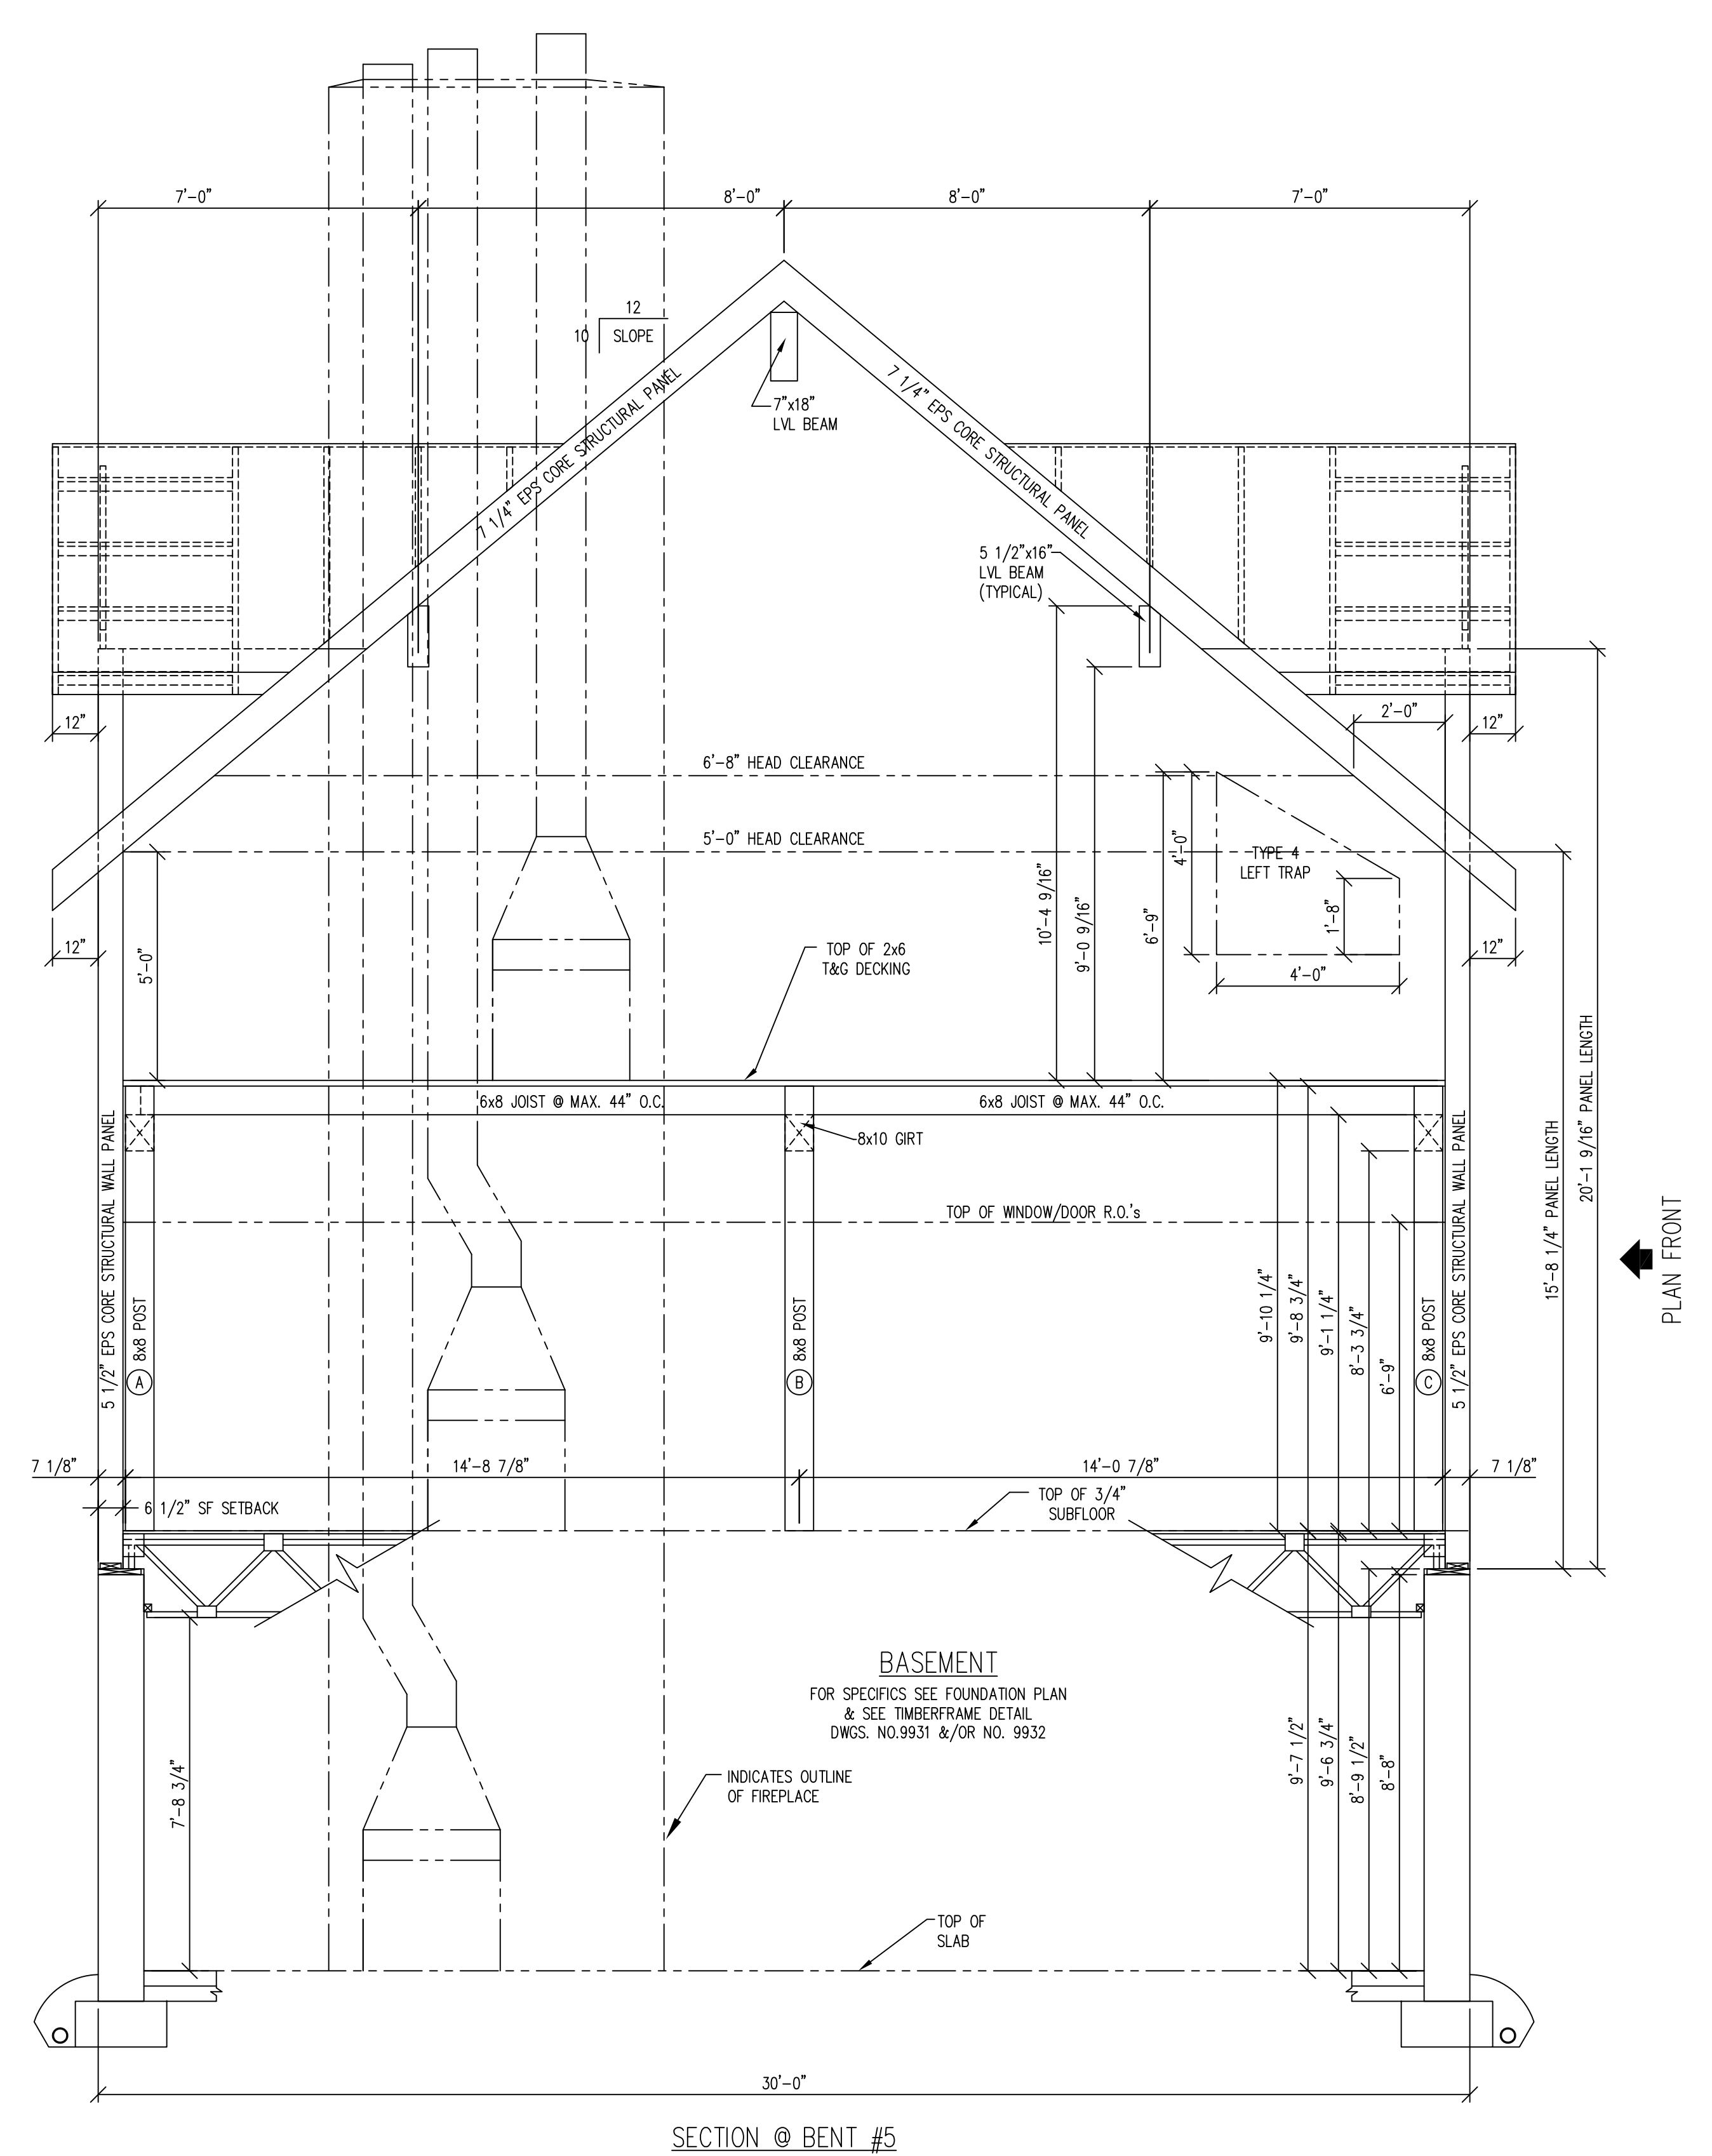 7'-0"
8'-0"
8'-0"
7'-0"
12
10
SLOPE
7"x18"
LVL BEAM
7 1/4" EPS CORE STRUCTURAL PANEL
7 1/4" EPS CORE STRUCTURAL PANEL
5 1/2"x16"
LVL BEAM
(TYPICAL)
12"
2'-0"
12"
6'-8" HEAD CLEARANCE
5'-0" HEAD CLEARANCE
4'-0"
TYPE 4
LEFT TRAP
1'-8"
4'-0"
10'-4 9/16"
9'-0 9/16"
6'-9"
12"
12"
5'-0"
TOP OF 2x6
T&G DECKING
6x8 JOIST @ MAX. 44" O.C.
6x8 JOIST @ MAX. 44" O.C.
8x10 GIRT
TOP OF WINDOW/DOOR R.O.'s
5 1/2" EPS CORE STRUCTURAL WALL PANEL
A
8x8 POST
B
8x8 POST
9'-10 1/4"
9'-8 3/4"
9'-1 1/4"
8'-3 3/4"
6'-9"
C
8x8 POST
5 1/2" EPS CORE STRUCTURAL WALL PANEL
15'-8 1/4" PANEL LENGTH
20'-1 9/16" PANEL LENGTH
PLAN FRONT
7 1/8"
14'-8 7/8"
14'-0 7/8"
7 1/8"
6 1/2" SF SETBACK
TOP OF 3/4"
SUBFLOOR
BASEMENT
FOR SPECIFICS SEE FOUNDATION PLAN
& SEE TIMBERFRAME DETAIL
DWGS. NO.9931 &/OR NO. 9932
7'-8 3/4"
INDICATES OUTLINE
OF FIREPLACE
9'-7 1/2"
9'-6 3/4"
8'-9 1/2"
8'-8"
TOP OF
SLAB
30'-0"
SECTION @ BENT #5